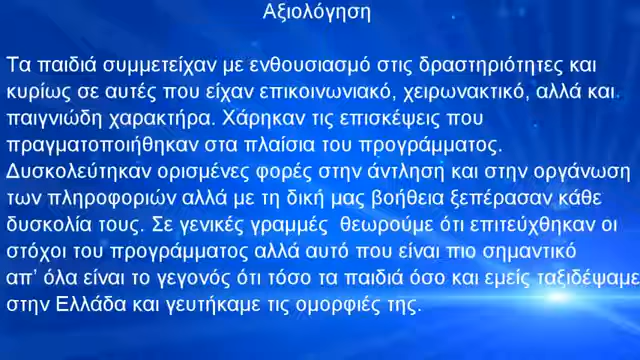 Αξιολόγηση
Τα παιδιά συμμετείχαν με ενθουσιασμό στις δραστηριότητες και
κυρίως σε αυτές που είχαν επικοινωνιακό, χειρωνακτικό, αλλά και
παιγνιώδη χαρακτήρα. Χάρηκαν τις επισκέψεις που
πραγματοποιήθηκαν στα πλαίσια του προγράμματος.
Δυσκολεύτηκαν ορισμένες φορές στην άντληση και στην οργάνωση
των πληροφοριών αλλά με τη δική μας βοήθεια ξεπέρασαν κάθε
δυσκολία τους. Σε γενικές γραμμές  θεωρούμε ότι επιτεύχθηκαν οι
στόχοι του προγράμματος αλλά αυτό που είναι πιο σημαντικό
απ’ όλα είναι το γεγονός ότι τόσο τα παιδιά όσο και εμείς ταξιδέψαμε
στην Ελλάδα και γευτήκαμε τις ομορφιές της.